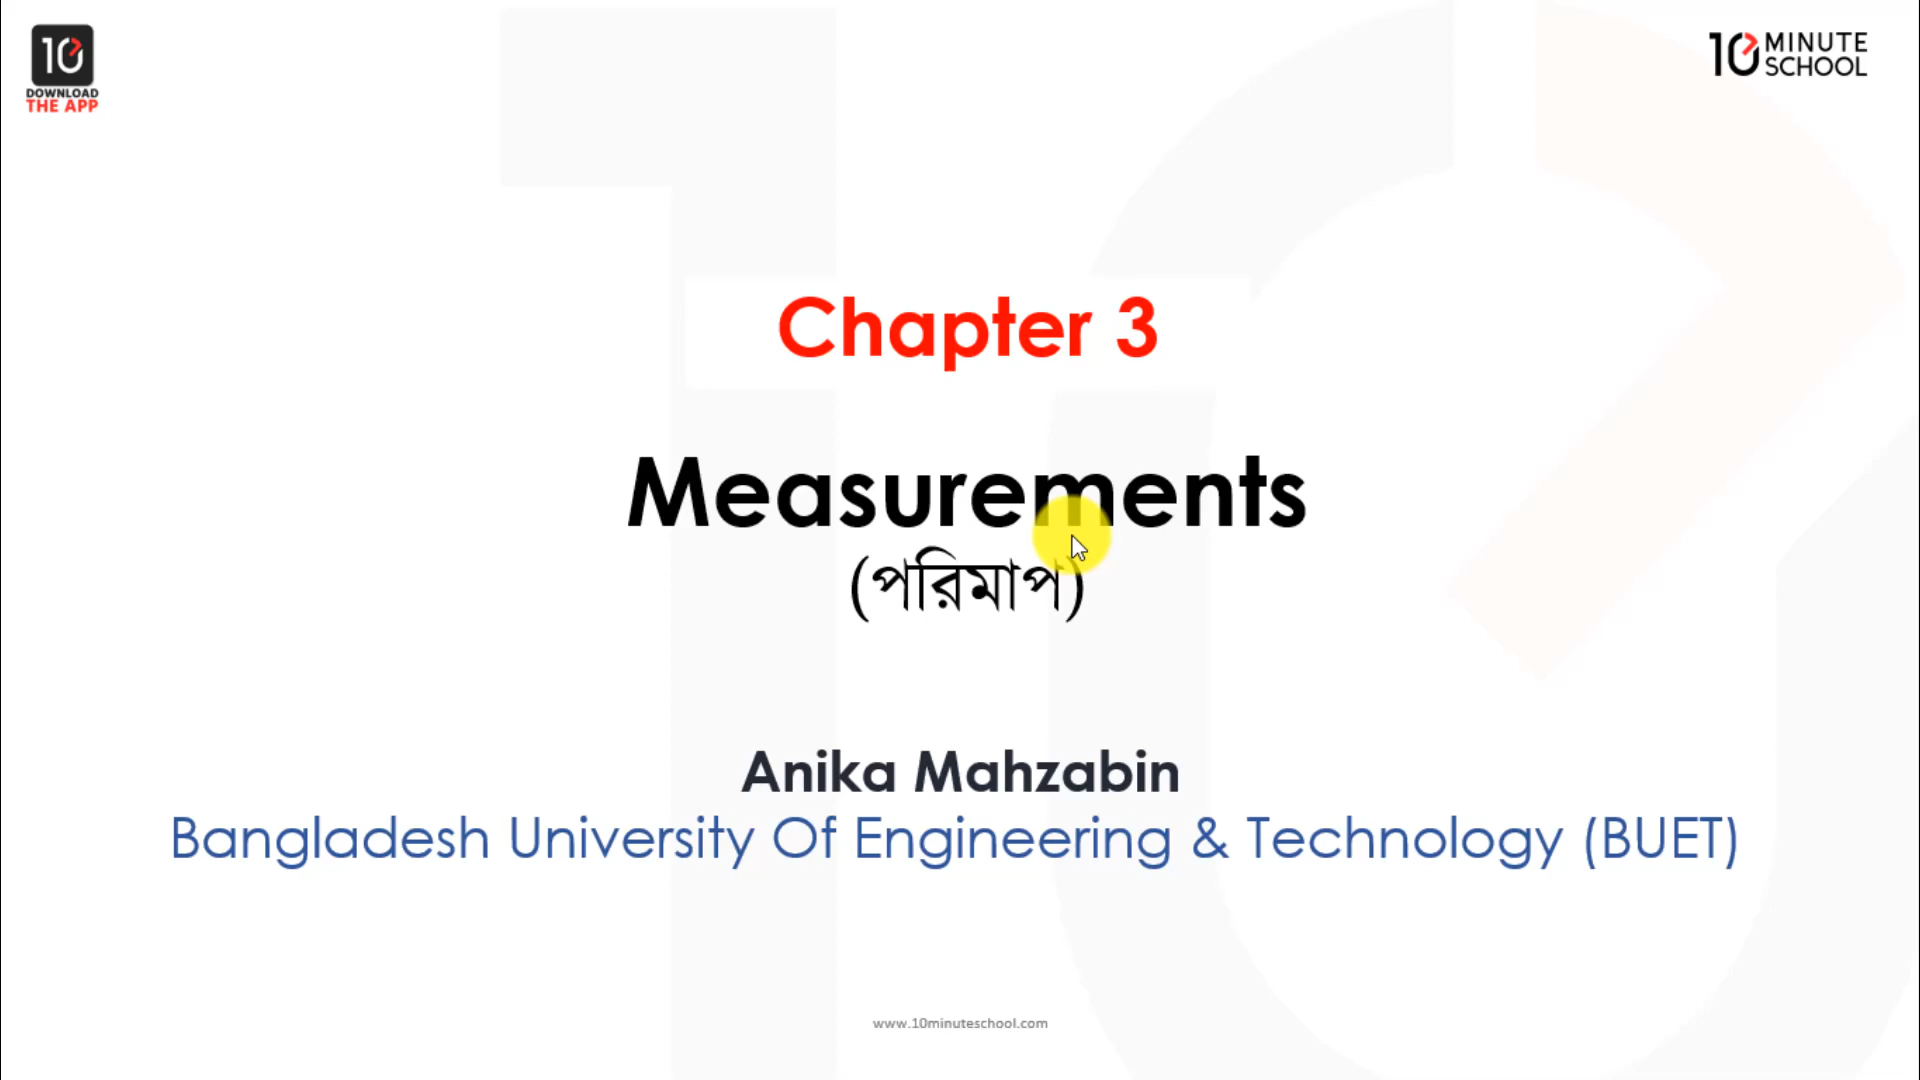 10
DOWNLOAD
THE APP
10 MINUTE
SCHOOL
Chapter 3
Measurements
(পরিমাপ)
Anika Mahzabin
Bangladesh University Of Engineering & Technology (BUET)
www.10minuteschool.com